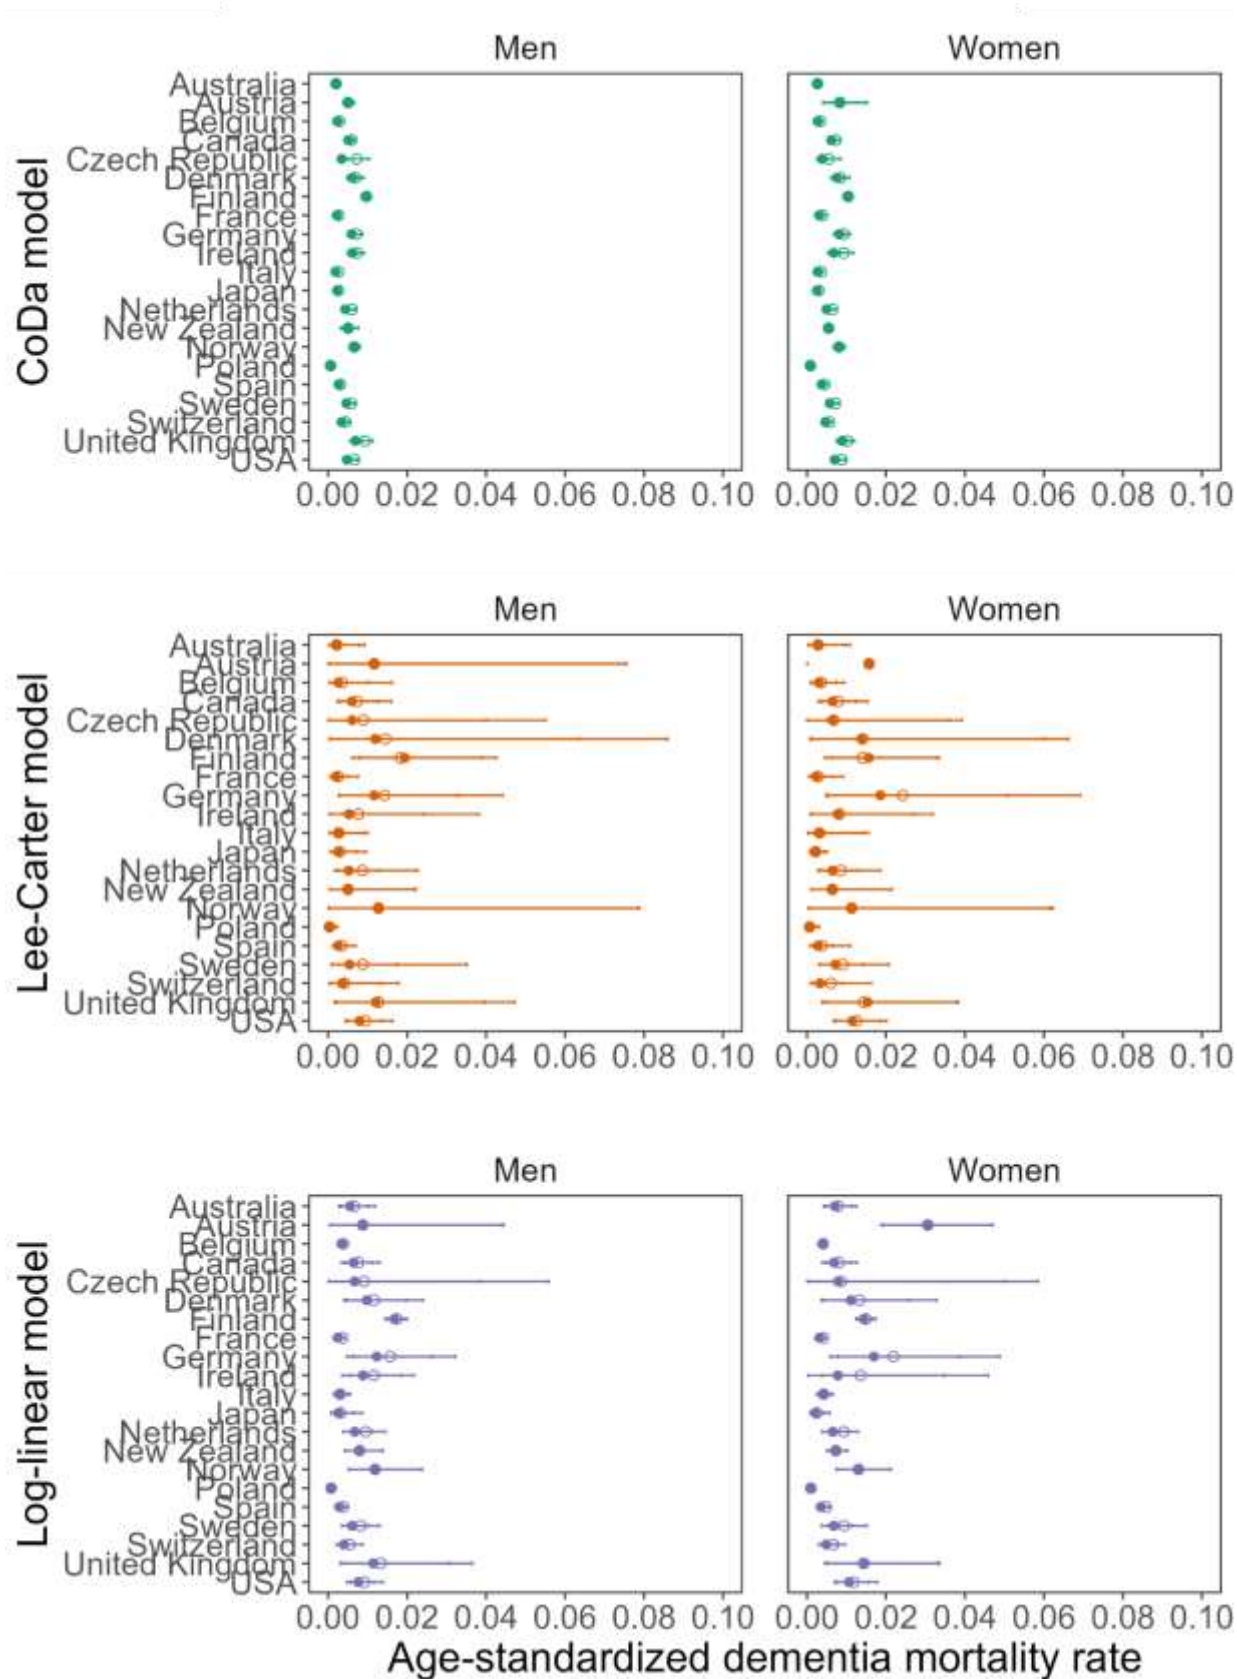 Men Women
CoDa model
Australia
Austria
Belgium
Canada
Czech Republic
Denmark
Finland
France
Germany
Ireland
Italy
Japan
Netherlands
New Zealand
Norway
Poland
Spain
Sweden
Switzerland
United Kingdom
USA
0.00 0.02 0.04 0.06 0.08 0.10 0.00 0.02 0.04 0.06 0.08 0.10
Men Women
Lee-Carter model
Australia
Austria
Belgium
Canada
Czech Republic
Denmark
Finland
France
Germany
Ireland
Italy
Japan
Netherlands
New Zealand
Norway
Poland
Spain
Sweden
Switzerland
United Kingdom
USA
0.00 0.02 0.04 0.06 0.08 0.10 0.00 0.02 0.04 0.06 0.08 0.10
Men Women
Log-linear model
Australia
Austria
Belgium
Canada
Czech Republic
Denmark
Finland
France
Germany
Ireland
Italy
Japan
Netherlands
New Zealand
Norway
Poland
Spain
Sweden
Switzerland
United Kingdom
USA
0.00 0.02 0.04 0.06 0.08 0.10 0.00 0.02 0.04 0.06 0.08 0.10
Age-standardized dementia mortality rate